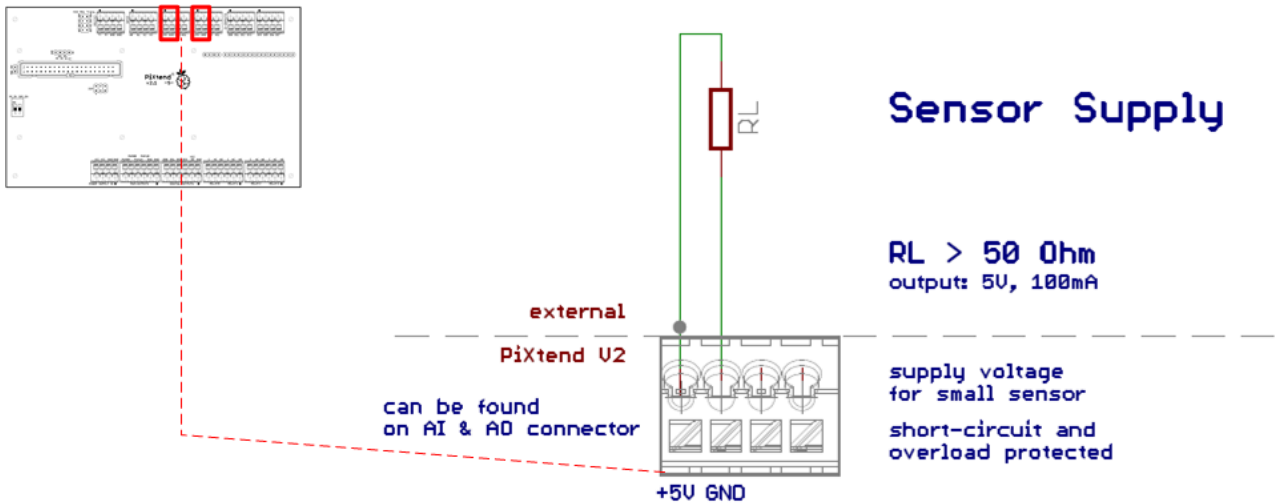 PiXtend
Sensor Supply
RL
RL > 50 Ohm
output: 5V, 100mA
external
PiXtend V2
can be found
on AI & AO connector
supply voltage
for small sensor
short-circuit and
overload protected
+5V GND